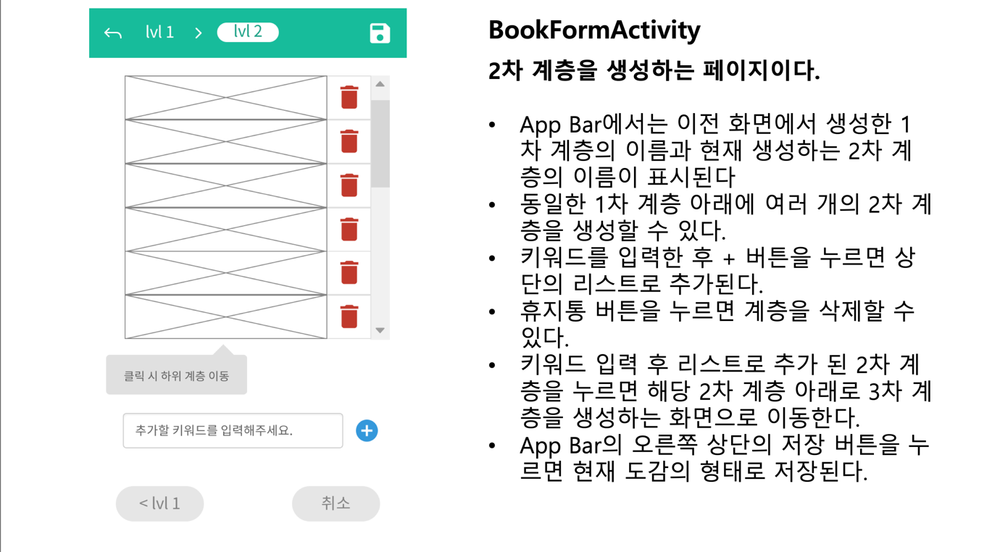 lvl 1 > lvl 2
클릭 시 하위 계층 이동
추가할 키워드를 입력해주세요.
< lvl 1
취소
BookFormActivity
2차 계층을 생성하는 페이지이다.
• App Bar에서는 이전 화면에서 생성한 1
차 계층의 이름과 현재 생성하는 2차 계
층의 이름이 표시된다
• 동일한 1차 계층 아래에 여러 개의 2차 계
층을 생성할 수 있다.
• 키워드를 입력한 후 + 버튼을 누르면 상
단의 리스트로 추가된다.
• 휴지통 버튼을 누르면 계층을 삭제할 수
있다.
• 키워드 입력 후 리스트로 추가 된 2차 계
층을 누르면 해당 2차 계층 아래로 3차 계
층을 생성하는 화면으로 이동한다.
• App Bar의 오른쪽 상단의 저장 버튼을 누
르면 현재 도감의 형태로 저장된다.